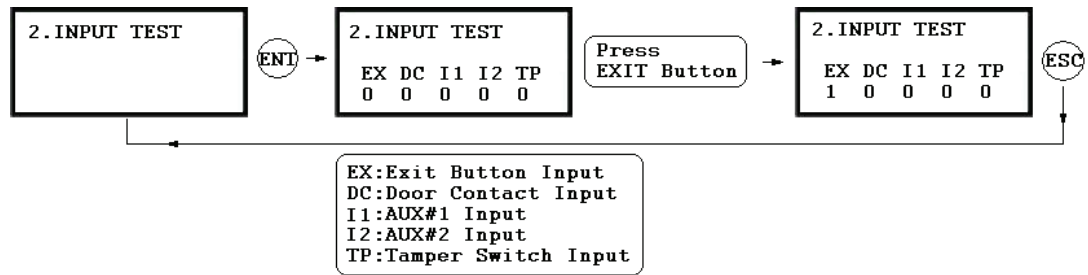 2.INPUT TEST
ENT
2.INPUT TEST
EX DC I1 I2 TP
0 0 0 0 0
Press
EXIT Button
2.INPUT TEST
EX DC I1 I2 TP
1 0 0 0 0
ESC
EX:Exit Button Input
DC:Door Contact Input
I1:AUX#1 Input
I2:AUX#2 Input
TP:Tamper Switch Input